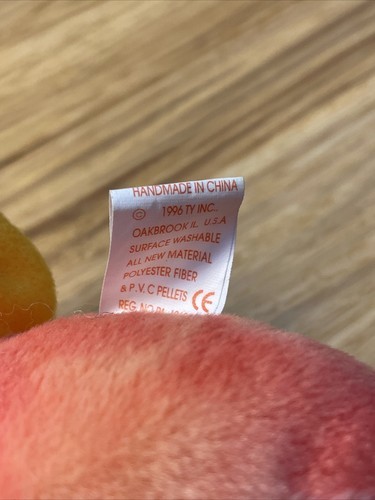 HANDMADE IN CHINA
© 1996 TY INC.
OAKBROOK IL. U.S.A
SURFACE WASHABLE
ALL NEW MATERIAL
POLYESTER FIBER
& P.V.C PELLETS CE
REG. NO